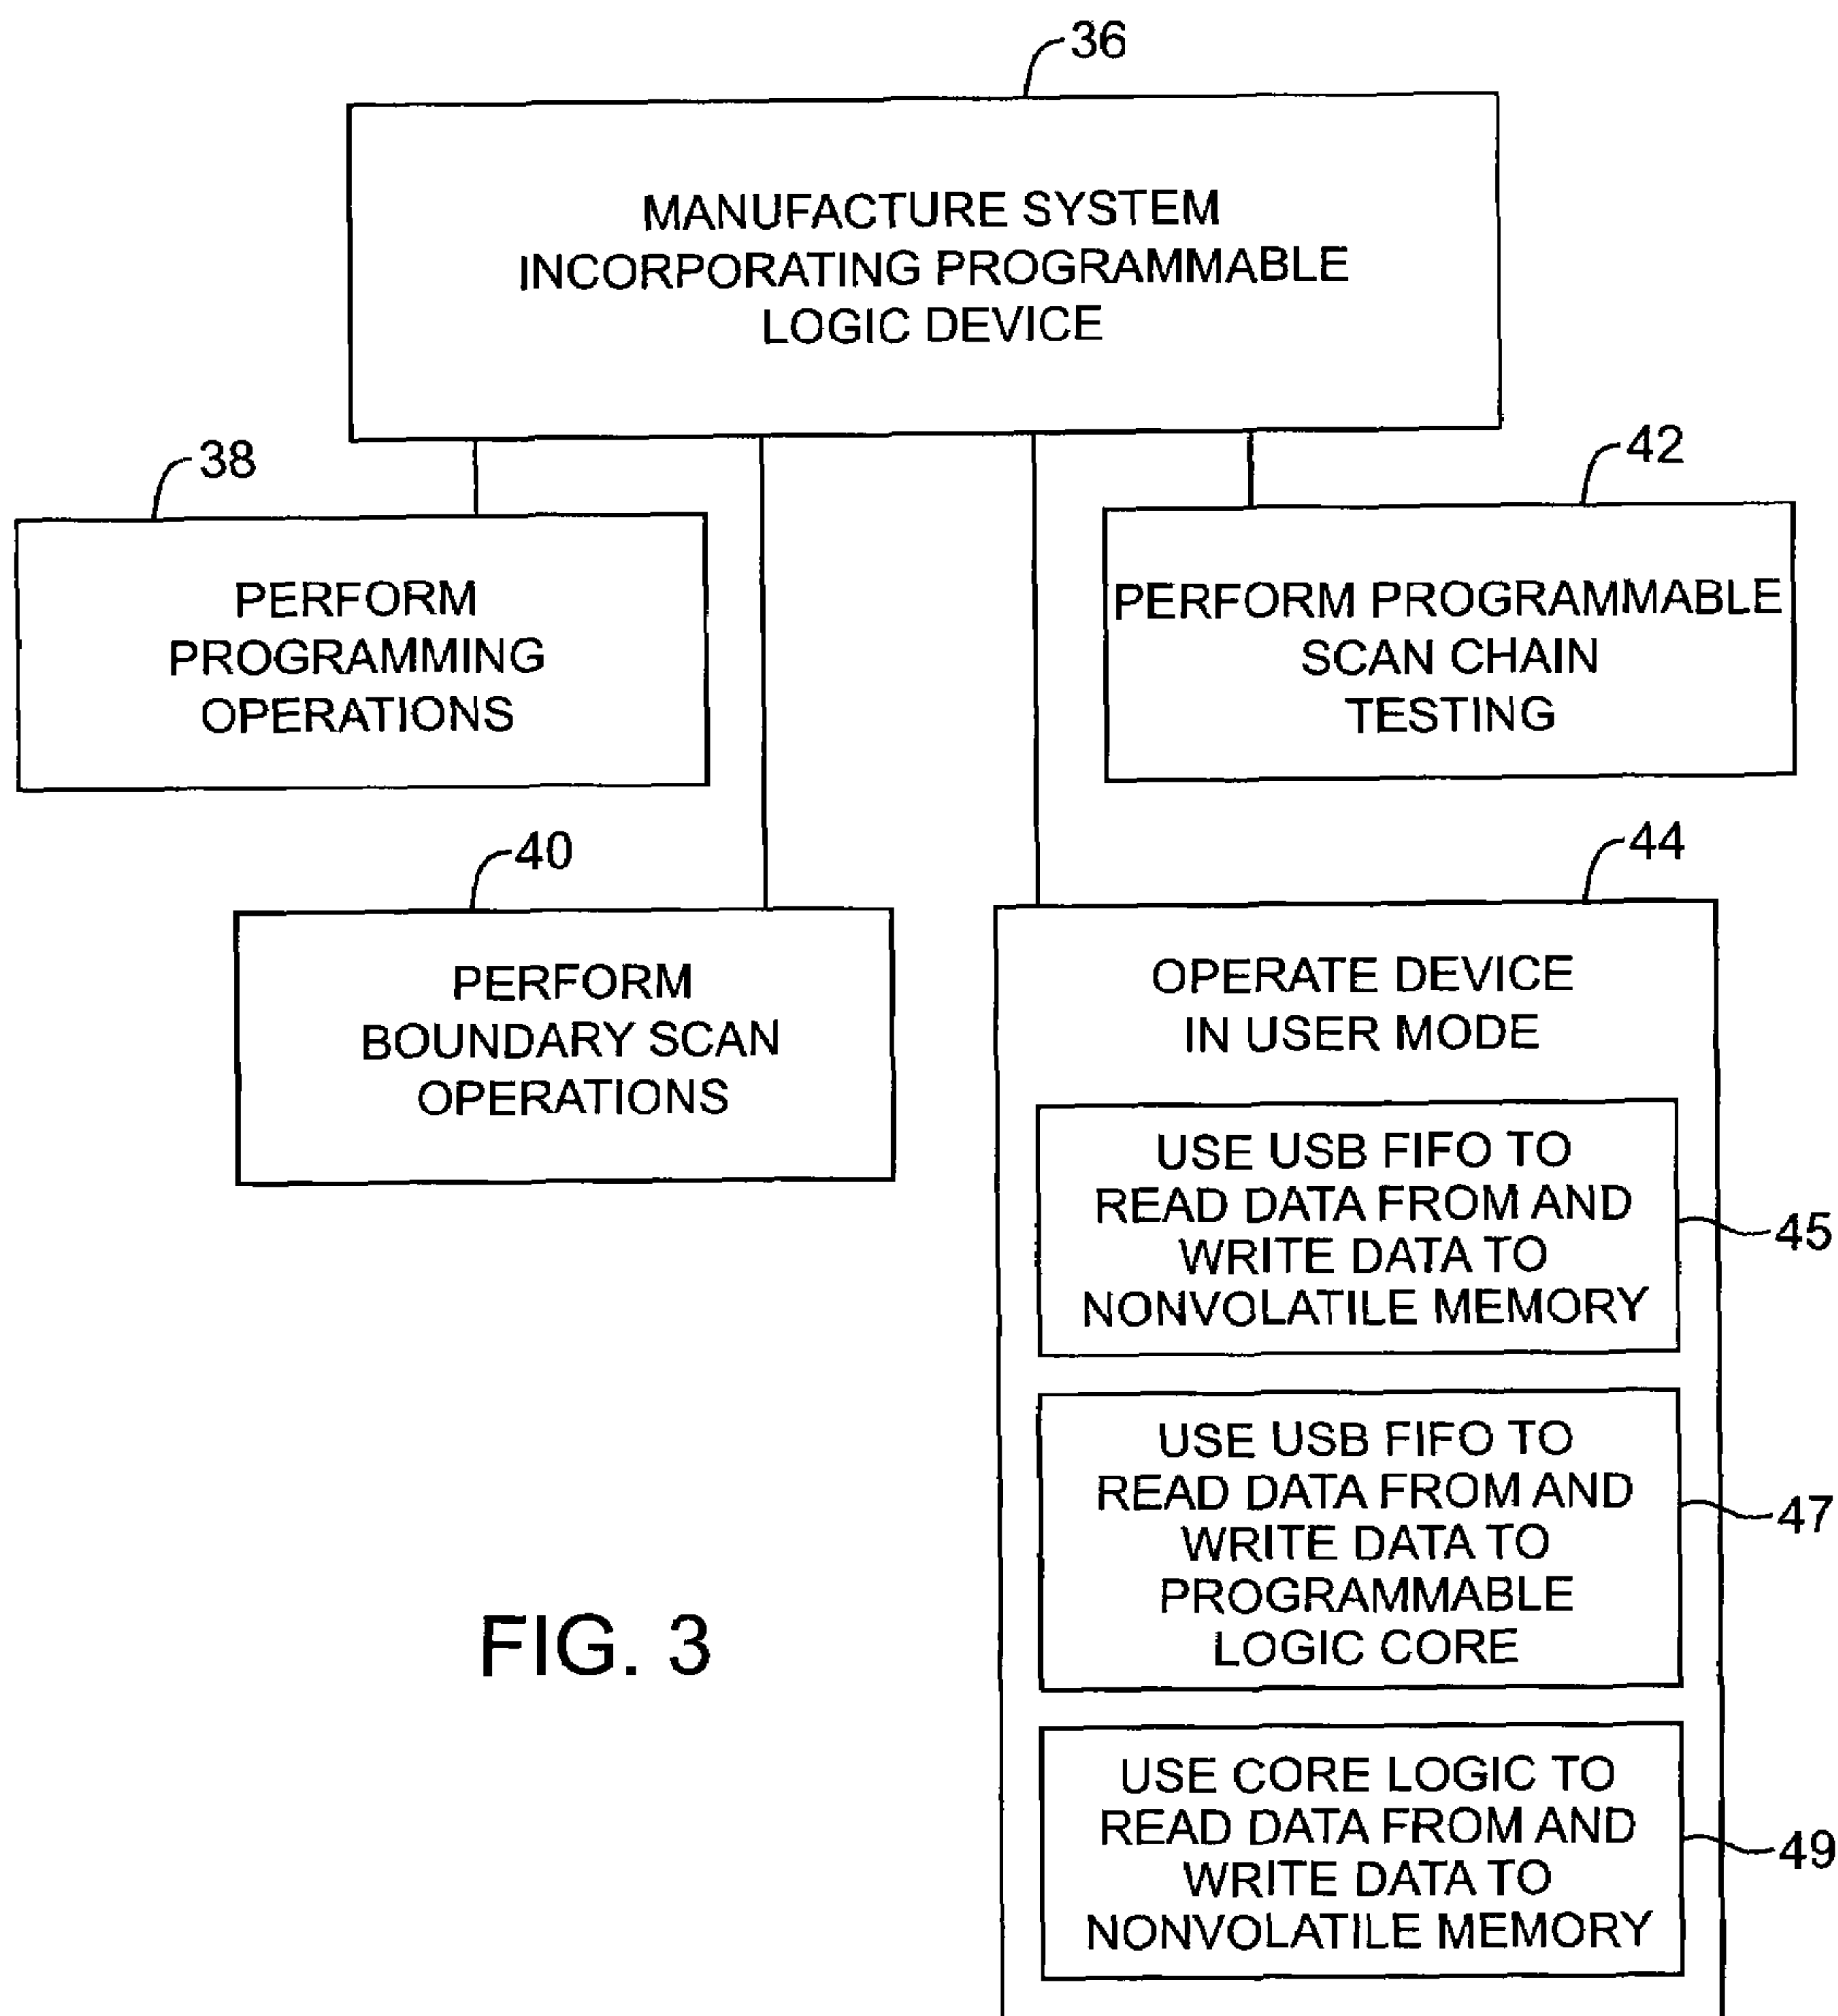 36
MANUFACTURE SYSTEM
INCORPORATING PROGRAMMABLE
LOGIC DEVICE
38
PERFORM
PROGRAMMING
OPERATIONS
42
PERFORM PROGRAMMABLE
SCAN CHAIN
TESTING
40
PERFORM
BOUNDARY SCAN
OPERATIONS
44
OPERATE DEVICE
IN USER MODE
USE USB FIFO TO
READ DATA FROM AND
WRITE DATA TO
NONVOLATILE MEMORY
45
USE USB FIFO TO
READ DATA FROM AND
WRITE DATA TO
PROGRAMMABLE
LOGIC CORE
47
USE CORE LOGIC TO
READ DATA FROM AND
WRITE DATA TO
NONVOLATILE MEMORY
49
FIG. 3